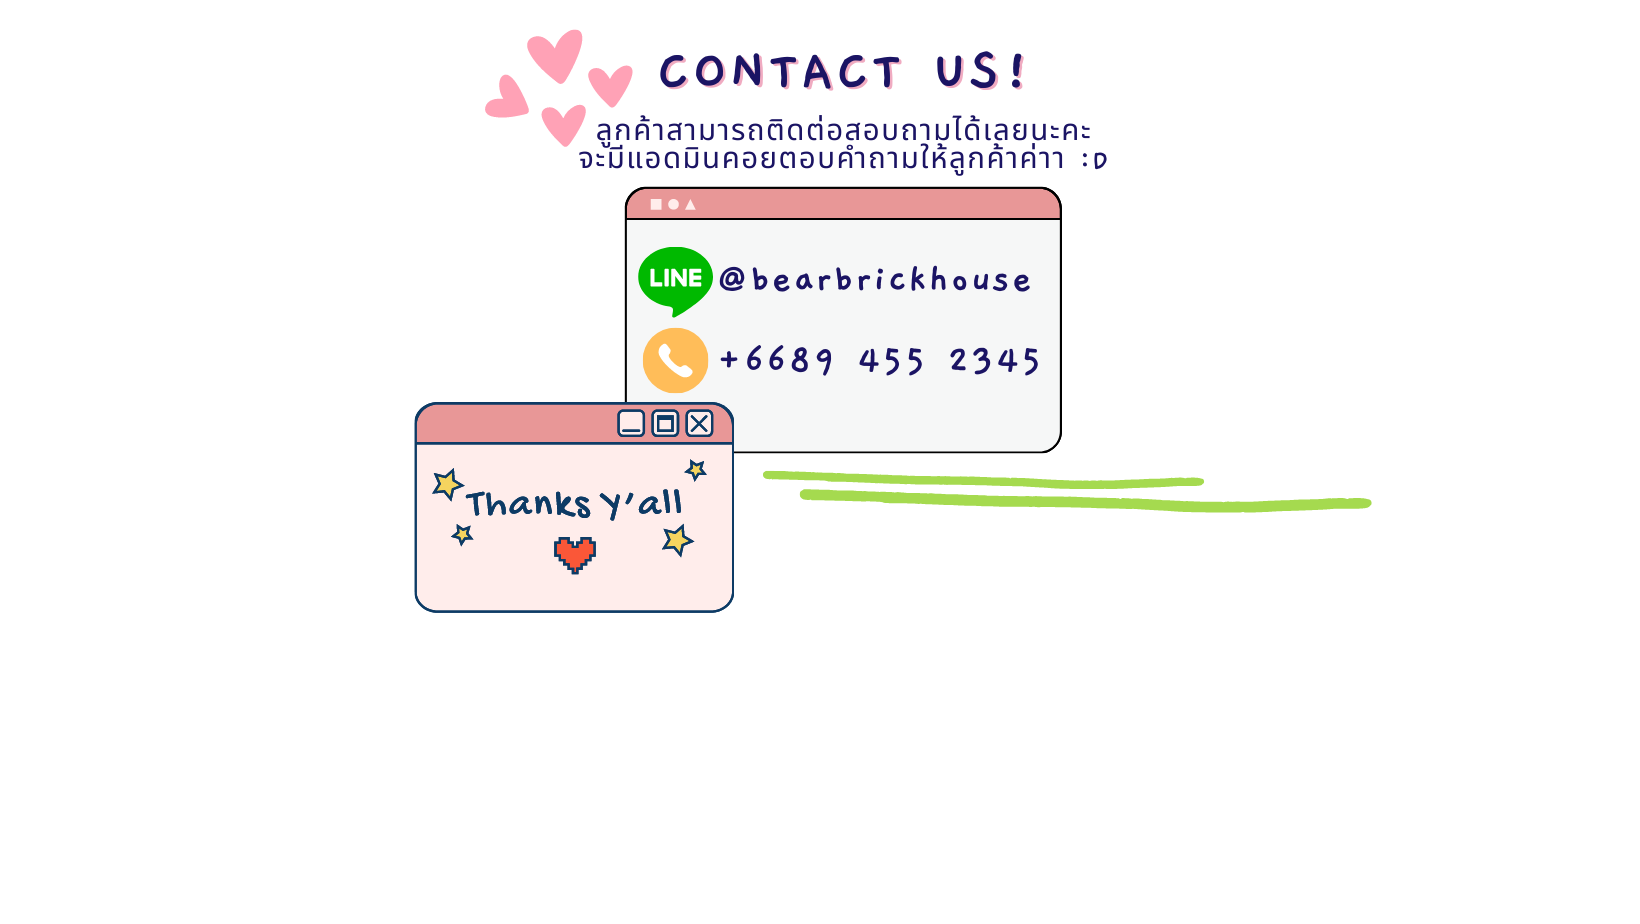 CONTACT US!
ลูกค้าสามารถติดต่อสอบถามได้เลยนะคะ
จะมีแอดมินคอยตอบคำถามให้ลูกค้าค่าา :D
LINE @bearbrickhouse
+6689 455 2345
Thanks Y'all